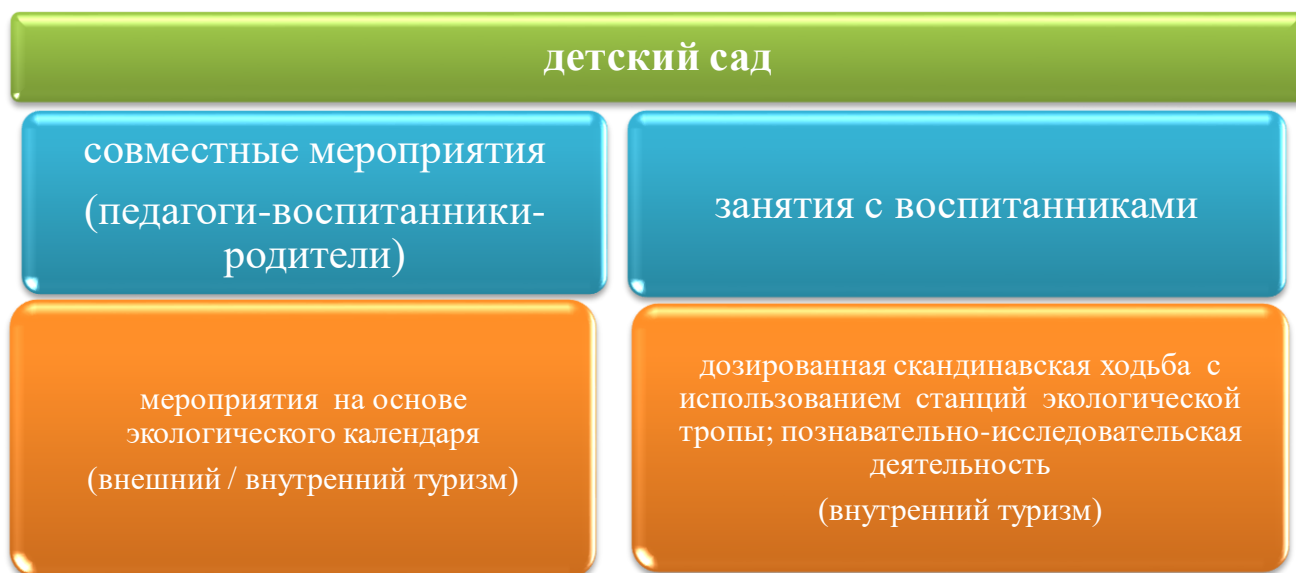 детский сад
совместные мероприятия
(педагоги-воспитанники-
родители)
занятия с воспитанниками
мероприятия на основе
экологического календаря
(внешний / внутренний туризм)
дозированная скандинавская ходьба с
использованием станций экологической
тропы; познавательно-исследовательская
деятельность
(внутренний туризм)